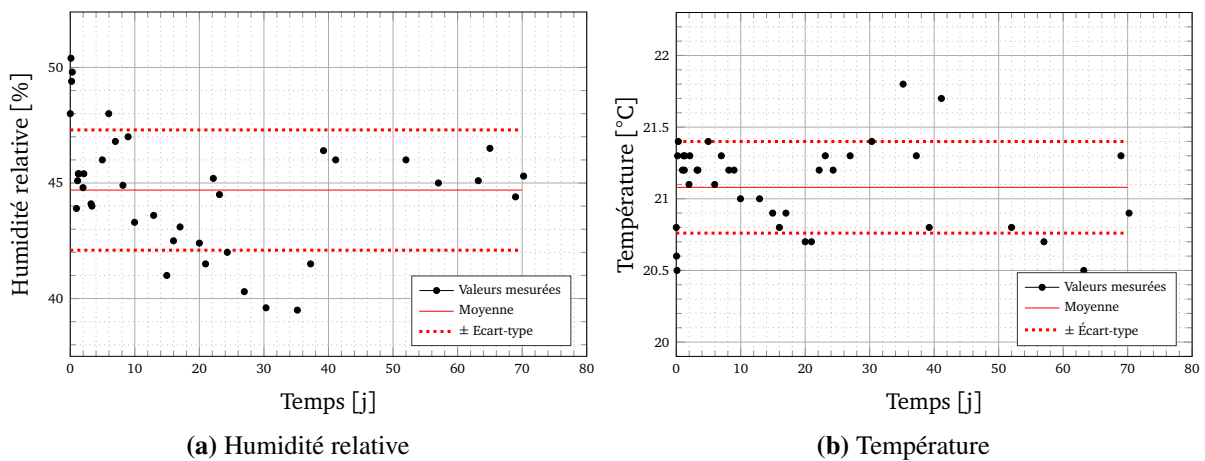 Humidité relative [%]
50
45
40
0 10 20 30 40 50 60 70 80
Temps [j]
Valeurs mesurées
Moyenne
± Ecart-type
(a) Humidité relative
Température [°C]
22
21.5
21
20.5
20
0 10 20 30 40 50 60 70 80
Temps [j]
Valeurs mesurées
Moyenne
± Écart-type
(b) Température